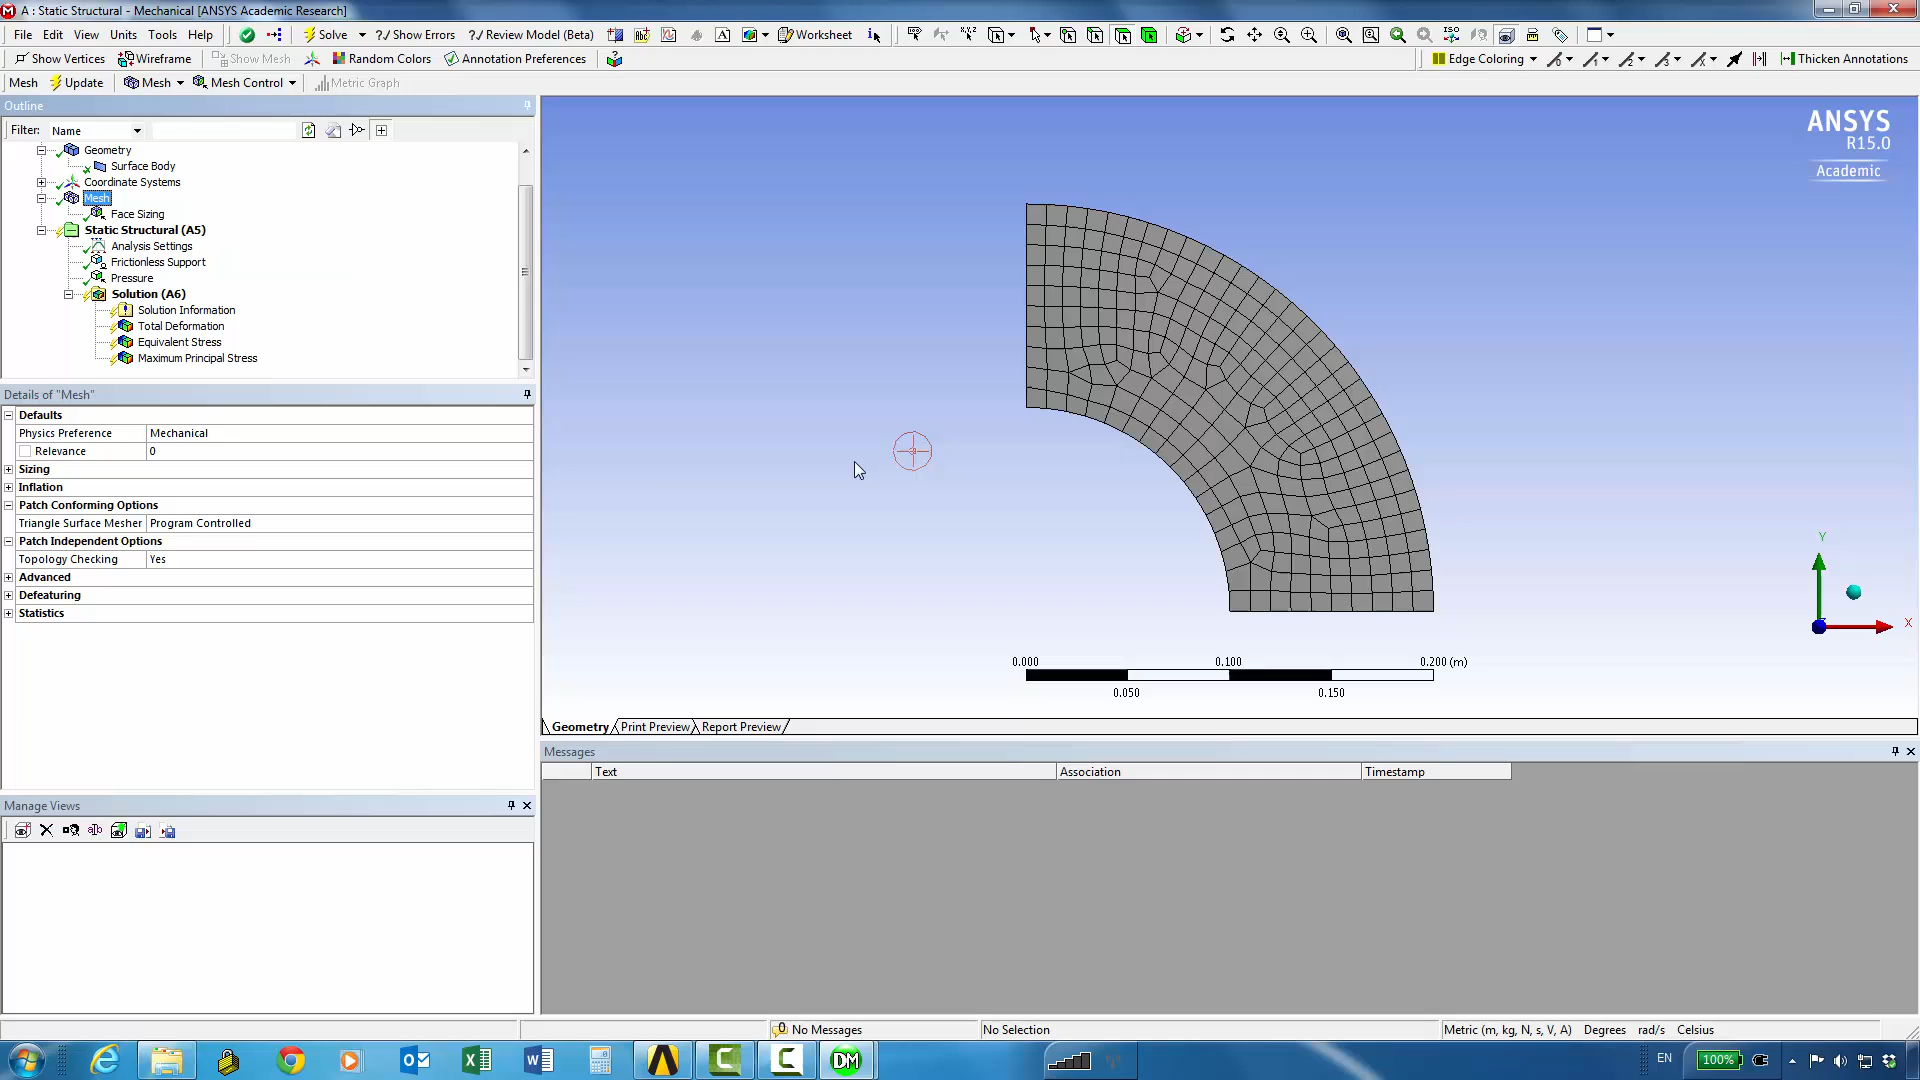 A : Static Structural - Mechanical [ANSYS Academic Research]
File Edit View Units Tools Help Solve ?/ Show Errors ?/ Review Model (Beta) Worksheet
Show Vertices Wireframe Show Mesh Random Colors Annotation Preferences Edge Coloring Thicken Annotations
Mesh Update Mesh Mesh Control Metric Graph
Outline
Filter: Name
Geometry
Surface Body
Coordinate Systems
Mesh
Face Sizing
Static Structural (A5)
Analysis Settings
Frictionless Support
Pressure
Solution (A6)
Solution Information
Total Deformation
Equivalent Stress
Maximum Principal Stress
Details of "Mesh"
Defaults
Physics Preference Mechanical
Relevance 0
Sizing
Inflation
Patch Conforming Options
Triangle Surface Mesher Program Controlled
Patch Independent Options
Topology Checking Yes
Advanced
Defeaturing
Statistics
Manage Views
ANSYS
R15.0
Academic
Y
X
0.000 0.100 0.200 (m)
0.050 0.150
Geometry Print Preview Report Preview
Messages
Text Association Timestamp
0 No Messages No Selection Metric (m, kg, N, s, V, A) Degrees rad/s Celsius
DM EN 100%